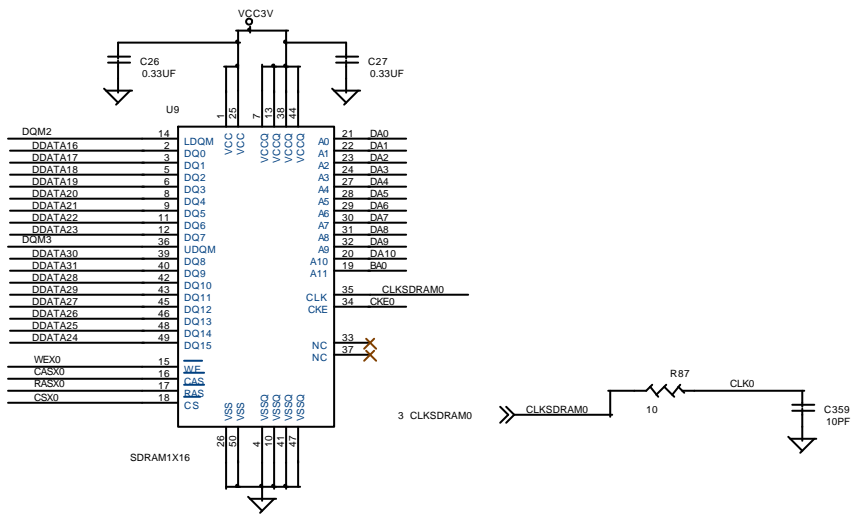 VCC3V
C26
0.33UF
C27
0.33UF
U9
1
25
7
13
38
44
VCC
VCC
VCCQ
VCCQ
VCCQ
VCCQ
DQM2 14 LDQM
DDATA16 2 DQ0
DDATA17 3 DQ1
DDATA18 5 DQ2
DDATA19 6 DQ3
DDATA20 8 DQ4
DDATA21 9 DQ5
DDATA22 11 DQ6
DDATA23 12 DQ7
DQM3 36 UDQM
DDATA30 39 DQ8
DDATA31 40 DQ9
DDATA28 42 DQ10
DDATA29 43 DQ11
DDATA27 45 DQ12
DDATA26 46 DQ13
DDATA25 48 DQ14
DDATA24 49 DQ15
WEX0 15 WE
CASX0 16 CAS
RASX0 17 RAS
CSX0 18 CS
A0 21 DA0
A1 22 DA1
A2 23 DA2
A3 24 DA3
A4 27 DA4
A5 28 DA5
A6 29 DA6
A7 30 DA7
A8 31 DA8
A9 32 DA9
A10 20 DA10
A11 19 BA0
CLK 35 CLKSDRAM0
CKE 34 CKE0
NC 33
NC 37
VSS
VSS
VSSQ
VSSQ
VSSQ
VSSQ
26
50
4
10
41
47
SDRAM1X16
3 CLKSDRAM0
CLKSDRAM0
R87
10
CLK0
C359
10PF